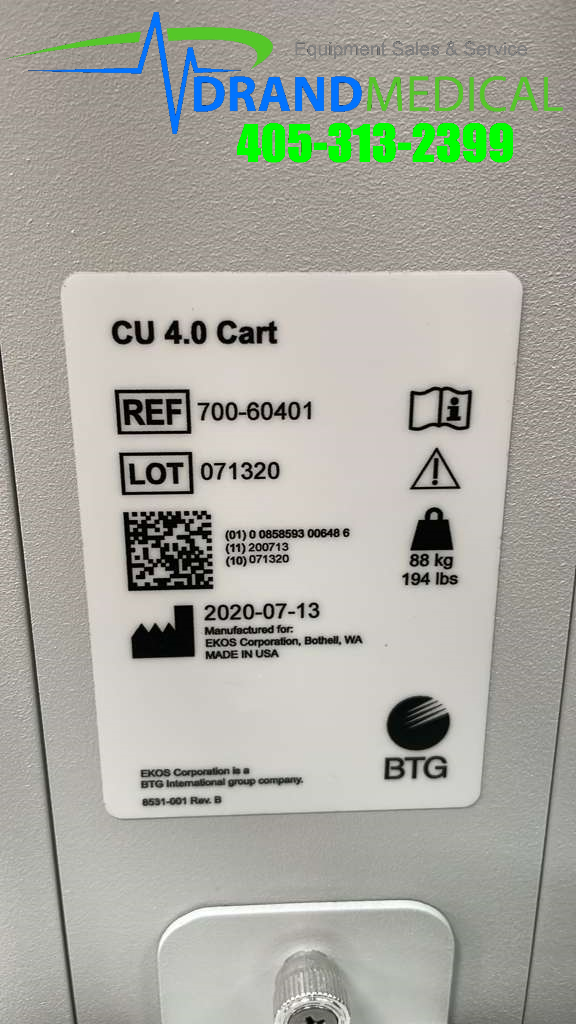 Equipment Sales & Service
DRANDMEDICAL
405-313-2399
CU 4.0 Cart
REF 700-60401
LOT 071320
(01) 0 0858593 00648 6
(11) 200713
(10) 071320
88 kg
194 lbs
2020-07-13
Manufactured for:
EKOS Corporation, Bothell, WA
MADE IN USA
BTG
EKOS Corporation is a
BTG International group company.
8531-001 Rev. B